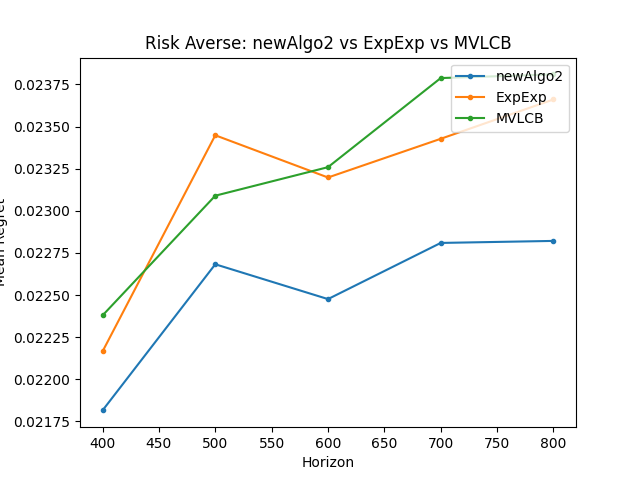 Risk Averse: newAlgo2 vs ExpExp vs MVLCB
newAlgo2
ExpExp
MVLCB
Mean Regret
0.02375
0.02350
0.02325
0.02300
0.02275
0.02250
0.02225
0.02200
0.02175
400 450 500 550 600 650 700 750 800
Horizon